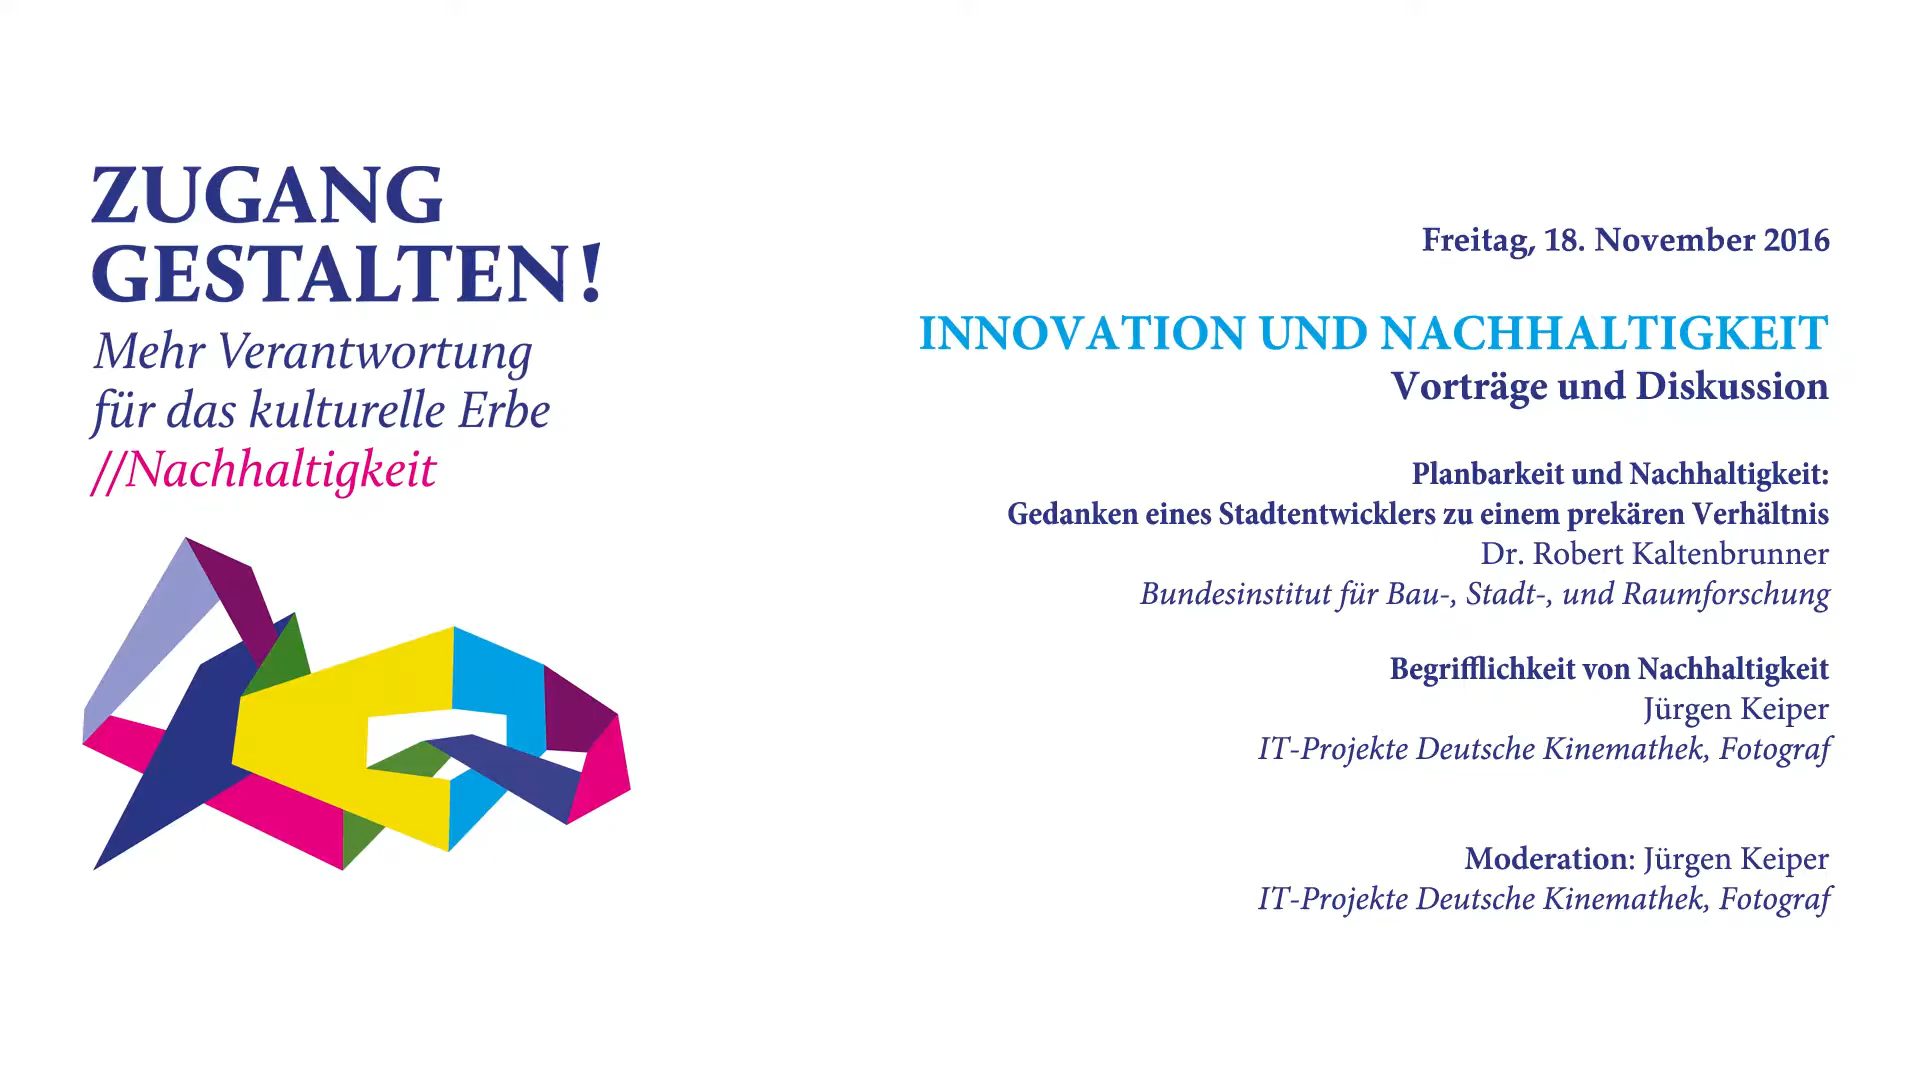 ZUGANG
GESTALTEN!
Mehr Verantwortung
für das kulturelle Erbe
//Nachhaltigkeit
Freitag, 18. November 2016
INNOVATION UND NACHHALTIGKEIT
Vorträge und Diskussion
Planbarkeit und Nachhaltigkeit:
Gedanken eines Stadtentwicklers zu einem prekären Verhältnis
Dr. Robert Kaltenbrunner
Bundesinstitut für Bau-, Stadt-, und Raumforschung
Begrifflichkeit von Nachhaltigkeit
Jürgen Keiper
IT-Projekte Deutsche Kinemathek, Fotograf
Moderation: Jürgen Keiper
IT-Projekte Deutsche Kinemathek, Fotograf